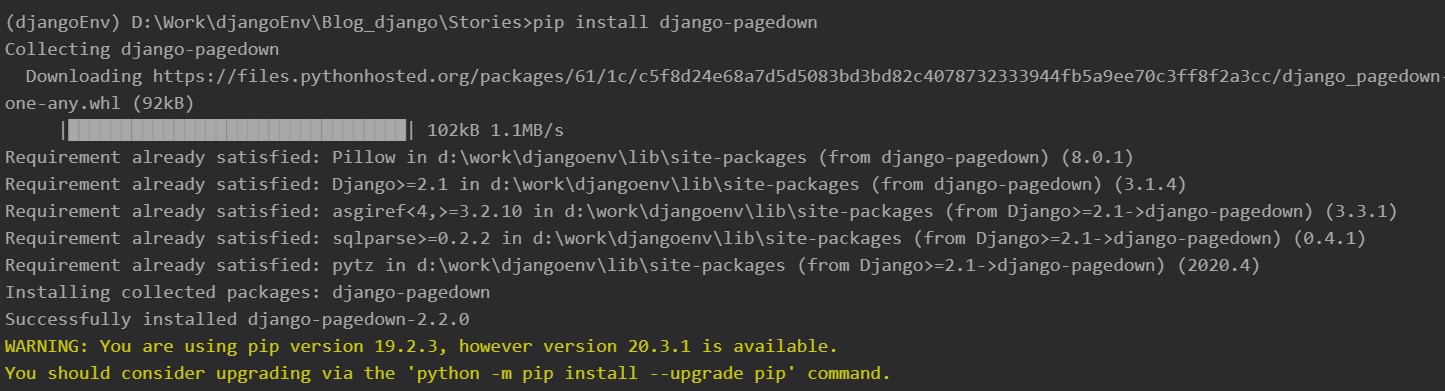 (djangoEnv) D:\Work\djangoEnv\Blog_django\Stories>pip install django-pagedown
Collecting django-pagedown
  Downloading https://files.pythonhosted.org/packages/61/1c/c5f8d24e68a7d5d5083bd3bd82c4078732333944fb5a9ee70c3ff8f2a3cc/django_pagedown-
one-any.whl (92kB)
     |████████████████████████████████| 102kB 1.1MB/s
Requirement already satisfied: Pillow in d:\work\djangoenv\lib\site-packages (from django-pagedown) (8.0.1)
Requirement already satisfied: Django>=2.1 in d:\work\djangoenv\lib\site-packages (from django-pagedown) (3.1.4)
Requirement already satisfied: asgiref<4,>=3.2.10 in d:\work\djangoenv\lib\site-packages (from Django>=2.1->django-pagedown) (3.3.1)
Requirement already satisfied: sqlparse>=0.2.2 in d:\work\djangoenv\lib\site-packages (from Django>=2.1->django-pagedown) (0.4.1)
Requirement already satisfied: pytz in d:\work\djangoenv\lib\site-packages (from Django>=2.1->django-pagedown) (2020.4)
Installing collected packages: django-pagedown
Successfully installed django-pagedown-2.2.0
WARNING: You are using pip version 19.2.3, however version 20.3.1 is available.
You should consider upgrading via the 'python -m pip install --upgrade pip' command.